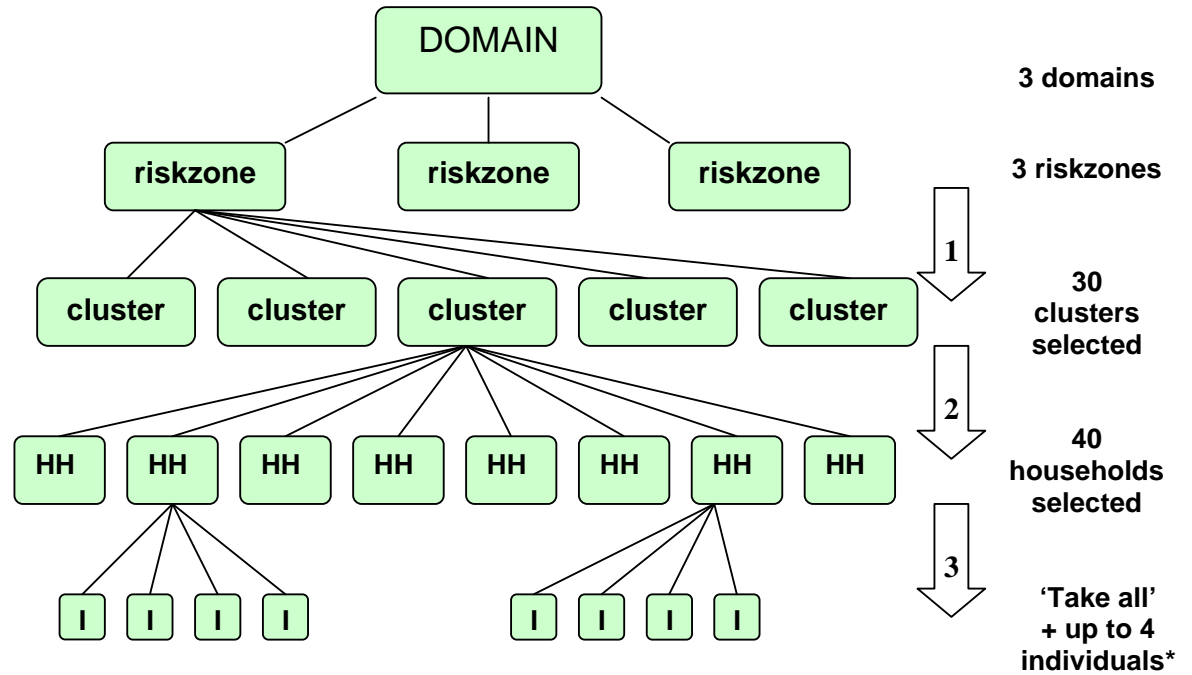 DOMAIN
3 domains
riskzone riskzone riskzone
3 riskzones
1
cluster cluster cluster cluster cluster
30
clusters
selected
2
HH HH HH HH HH HH HH HH
40
households
selected
3
I I I I I I I I
‘Take all’
+ up to 4
individuals*